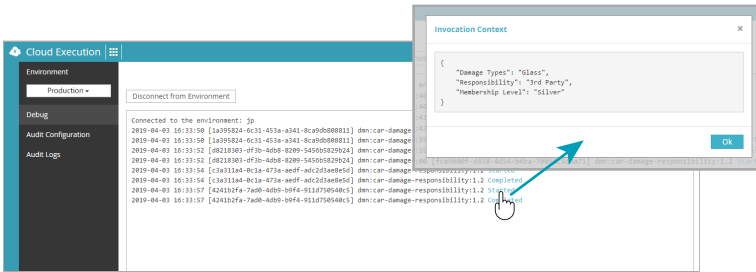 Cloud Execution
Environment
Production
Debug
Audit Configuration
Audit Logs
Disconnect from Environment
Connected to the environment: jp
2019-04-03 16:33:50 [1a395824-6c31-453a-a341-8ca9db808811] dmn:car-damage-
2019-04-03 16:33:50 [1a395824-6c31-453a-a341-8ca9db808811] dmn:car-damage-
2019-04-03 16:33:52 [d8218303-df3b-4db8-8209-5456b5829b24] dmn:car-damage-
2019-04-03 16:33:52 [d8218303-df3b-4db8-8209-5456b5829b24] dmn:car-damage-
2019-04-03 16:33:54 [c3a311a4-0c1a-473a-aedf-adc2d3ae8e5d] dmn:car-damage-responsibility:1.2 Started
2019-04-03 16:33:54 [c3a311a4-0c1a-473a-aedf-adc2d3ae8e5d] dmn:car-damage-responsibility:1.2 Completed
2019-04-03 16:33:57 [4241b2fa-7ad0-4db9-b9f4-911d750540c5] dmn:car-damage-responsibility:1.2 Started
2019-04-03 16:33:57 [4241b2fa-7ad0-4db9-b9f4-911d750540c5] dmn:car-damage-responsibility:1.2 Completed
Invocation Context
×
{
"Damage Types": "Glass",
"Responsibility": "3rd Party",
"Membership Level": "Silver"
}
Ok
dmn:car-damage-responsibility:1.2